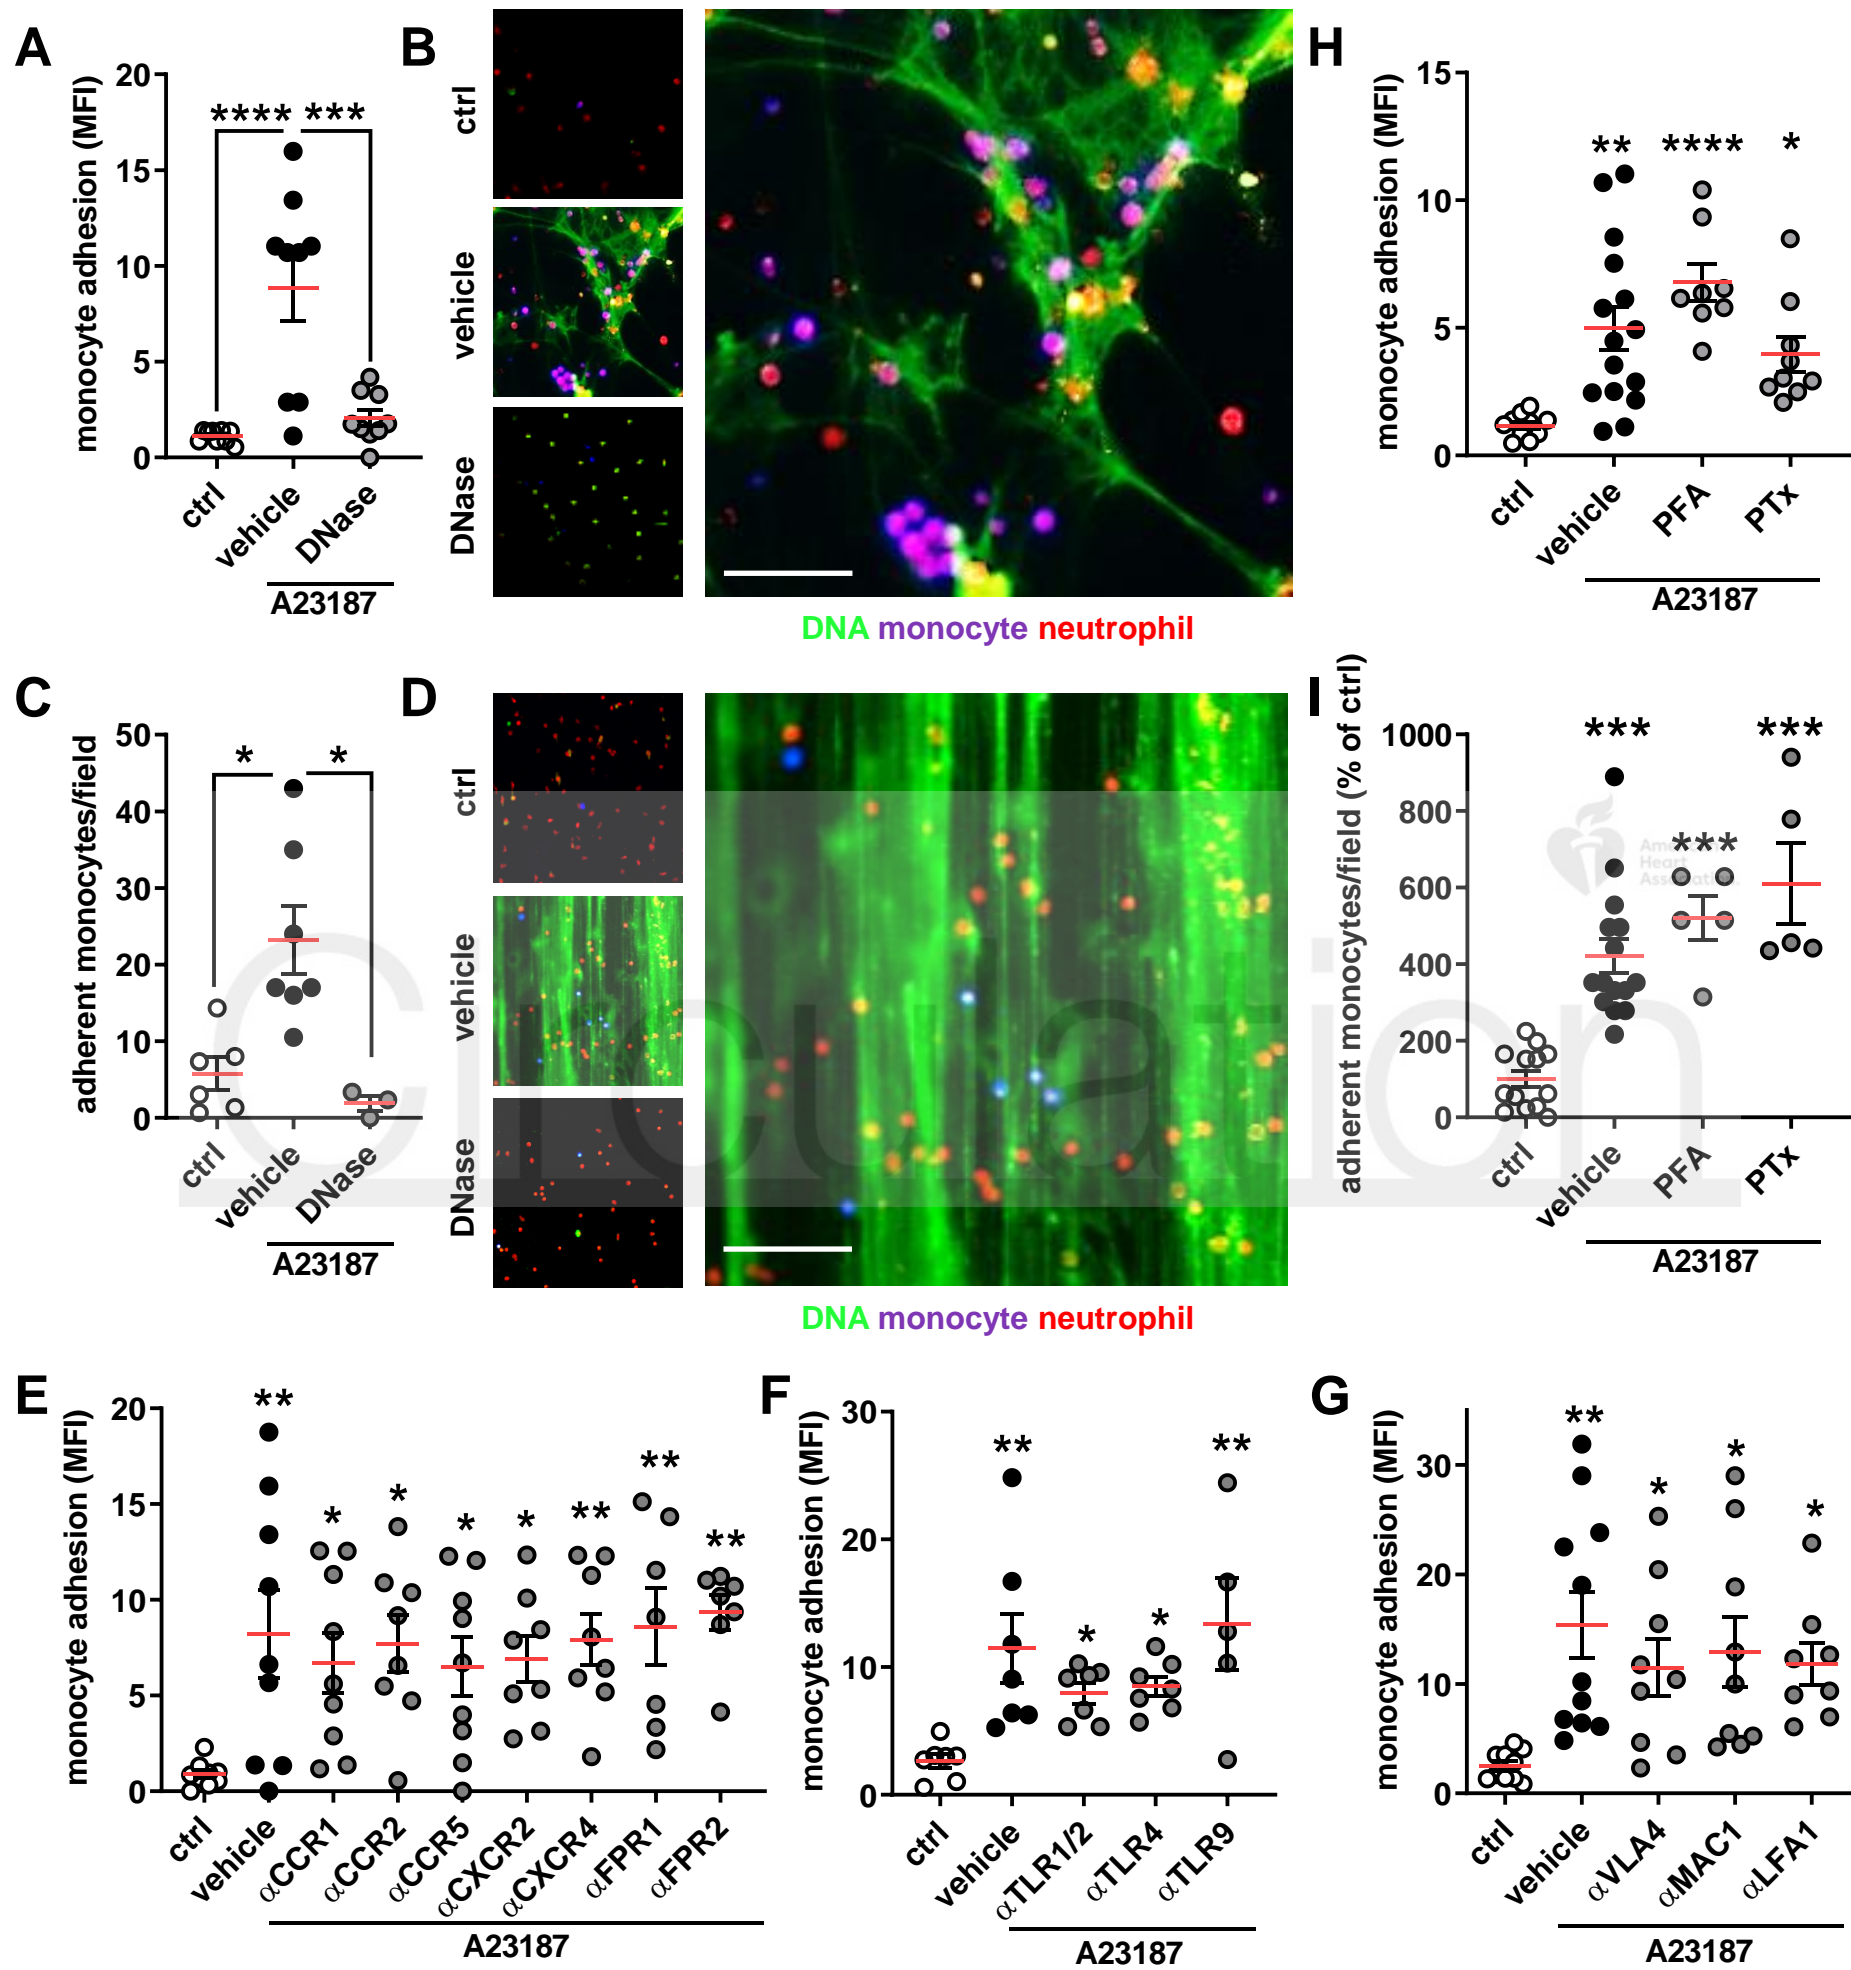 A
monocyte adhesion (MFI)
20
15
10
5
0
**** ***
ctrl
vehicle
DNase
A23187
B
ctrl
vehicle
DNase
DNA monocyte neutrophil
H
monocyte adhesion (MFI)
15
10
5
0
** **** *
ctrl
vehicle
PFA
PTx
A23187
C
adherent monocytes/field
50
40
30
20
10
0
* *
ctrl
vehicle
DNase
A23187
D
ctrl
vehicle
DNase
DNA monocyte neutrophil
I
adherent monocytes/field (% of ctrl)
1000
800
600
400
200
0
*** *** ***
American
Heart
Association.
ctrl
vehicle
PFA
PTx
A23187
Circulation
E
monocyte adhesion (MFI)
20
15
10
5
0
** * * * * ** ** **
ctrl
vehicle
αCCR1
αCCR2
αCCR5
αCXCR2
αCXCR4
αFPR1
αFPR2
A23187
F
monocyte adhesion (MFI)
30
20
10
0
** * * **
ctrl
vehicle
αTLR1/2
αTLR4
αTLR9
A23187
G
monocyte adhesion (MFI)
30
20
10
0
** * * *
ctrl
vehicle
αVLA4
αMAC1
αLFA1
A23187